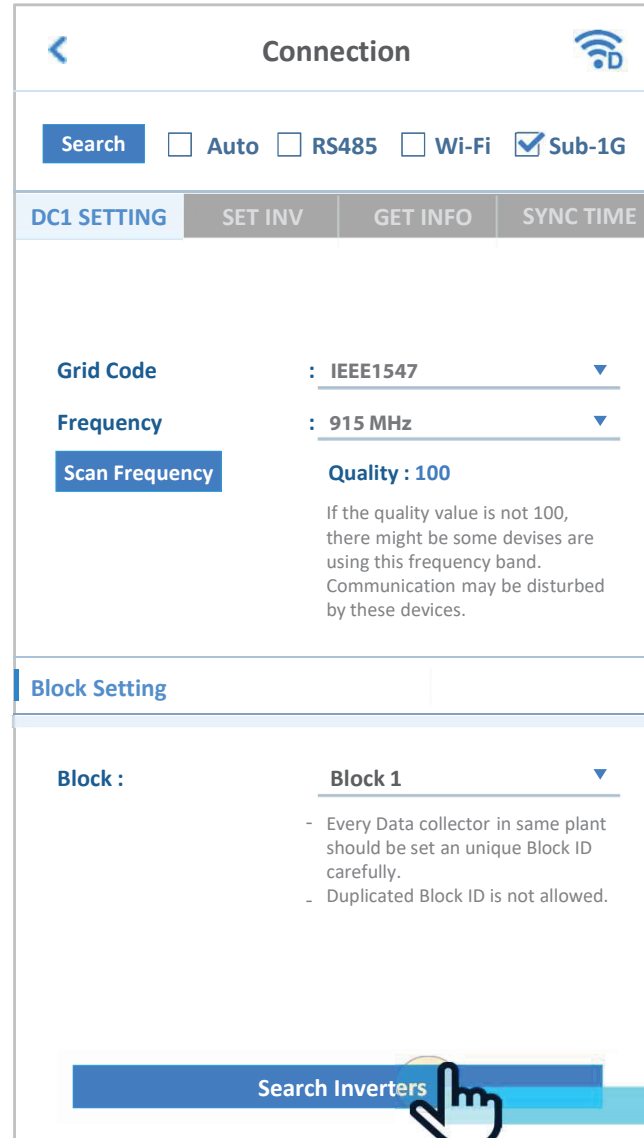 Connection
D
Search Auto RS485 Wi-Fi Sub-1G
DC1 SETTING SET INV GET INFO SYNC TIME
Grid Code : IEEE1547
Frequency : 915 MHz
Scan Frequency Quality : 100
If the quality value is not 100,
there might be some devises are
using this frequency band.
Communication may be disturbed
by these devices.
Block Setting
Block : Block 1
- Every Data collector in same plant
should be set an unique Block ID
carefully.
- Duplicated Block ID is not allowed.
Search Inverters